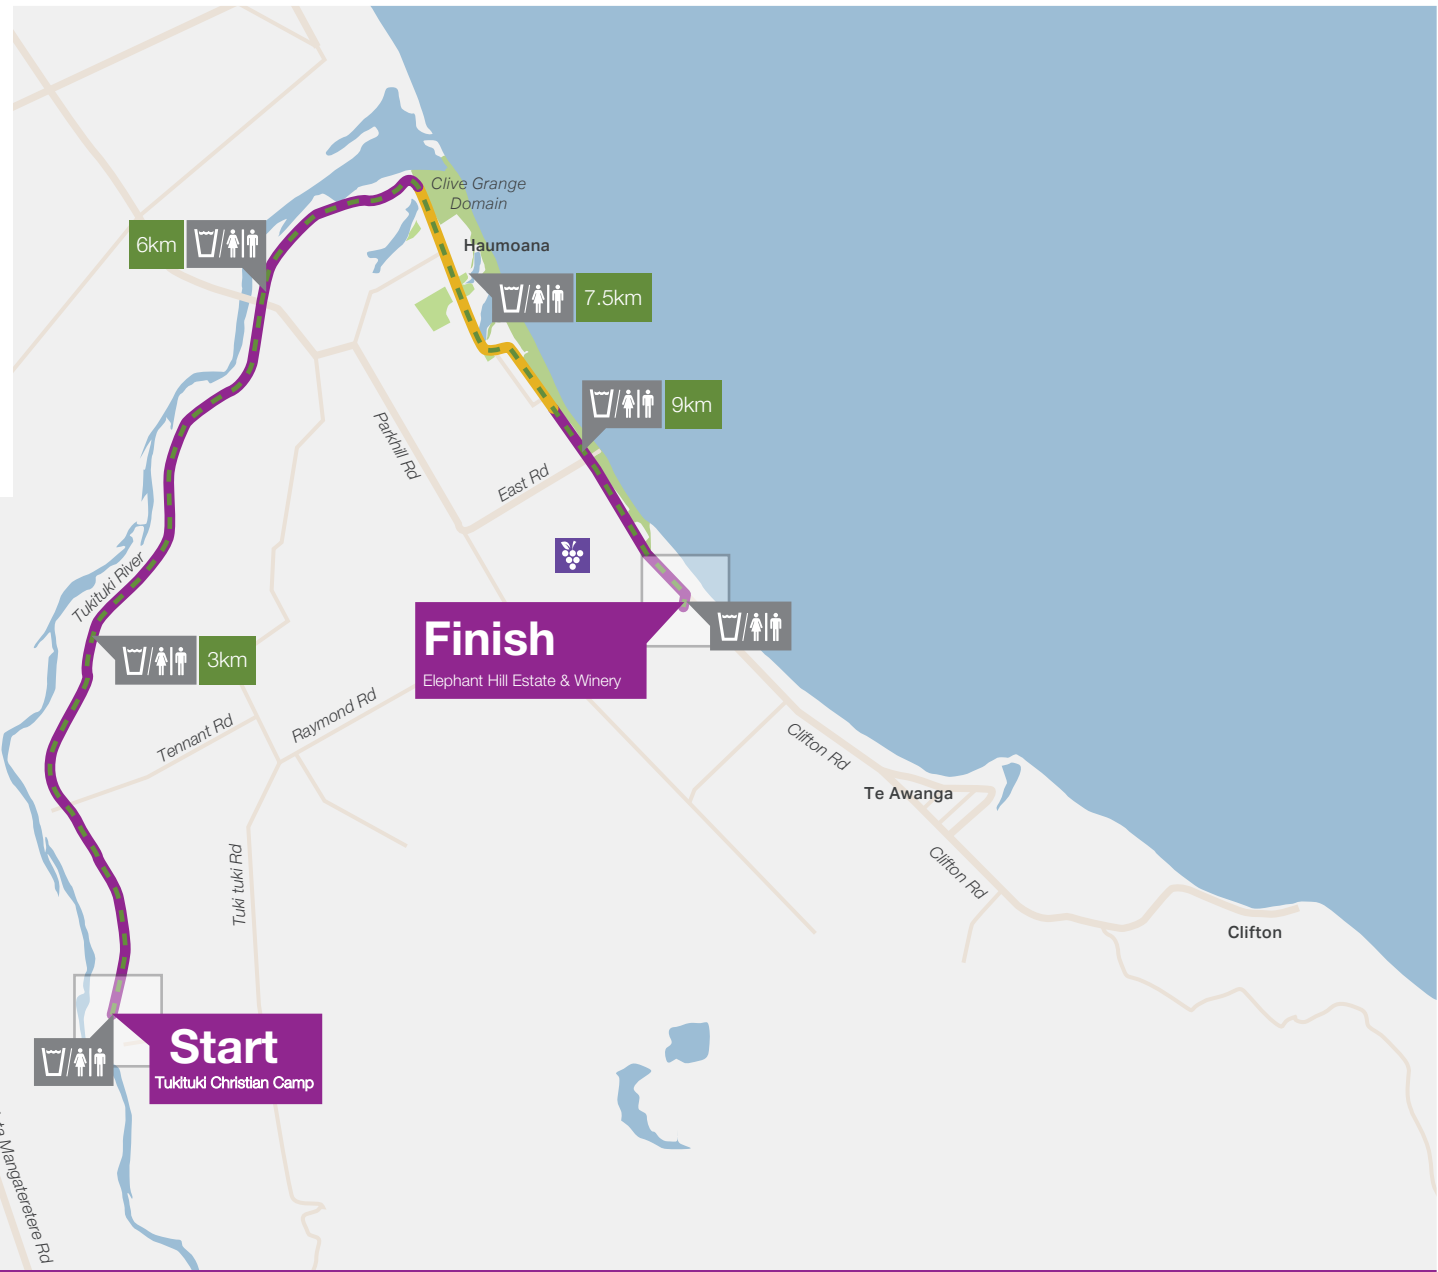 Clive Grange
Domain
6km
Haumoana
7.5km
9km
Parkhill Rd
East Rd
Tukituki River
Finish
Elephant Hill Estate & Winery
3km
Tennant Rd
Raymond Rd
Clifton Rd
Te Awanga
Tuki tuki Rd
Clifton Rd
Clifton
Start
Tukituki Christian Camp
Mangateretere Rd